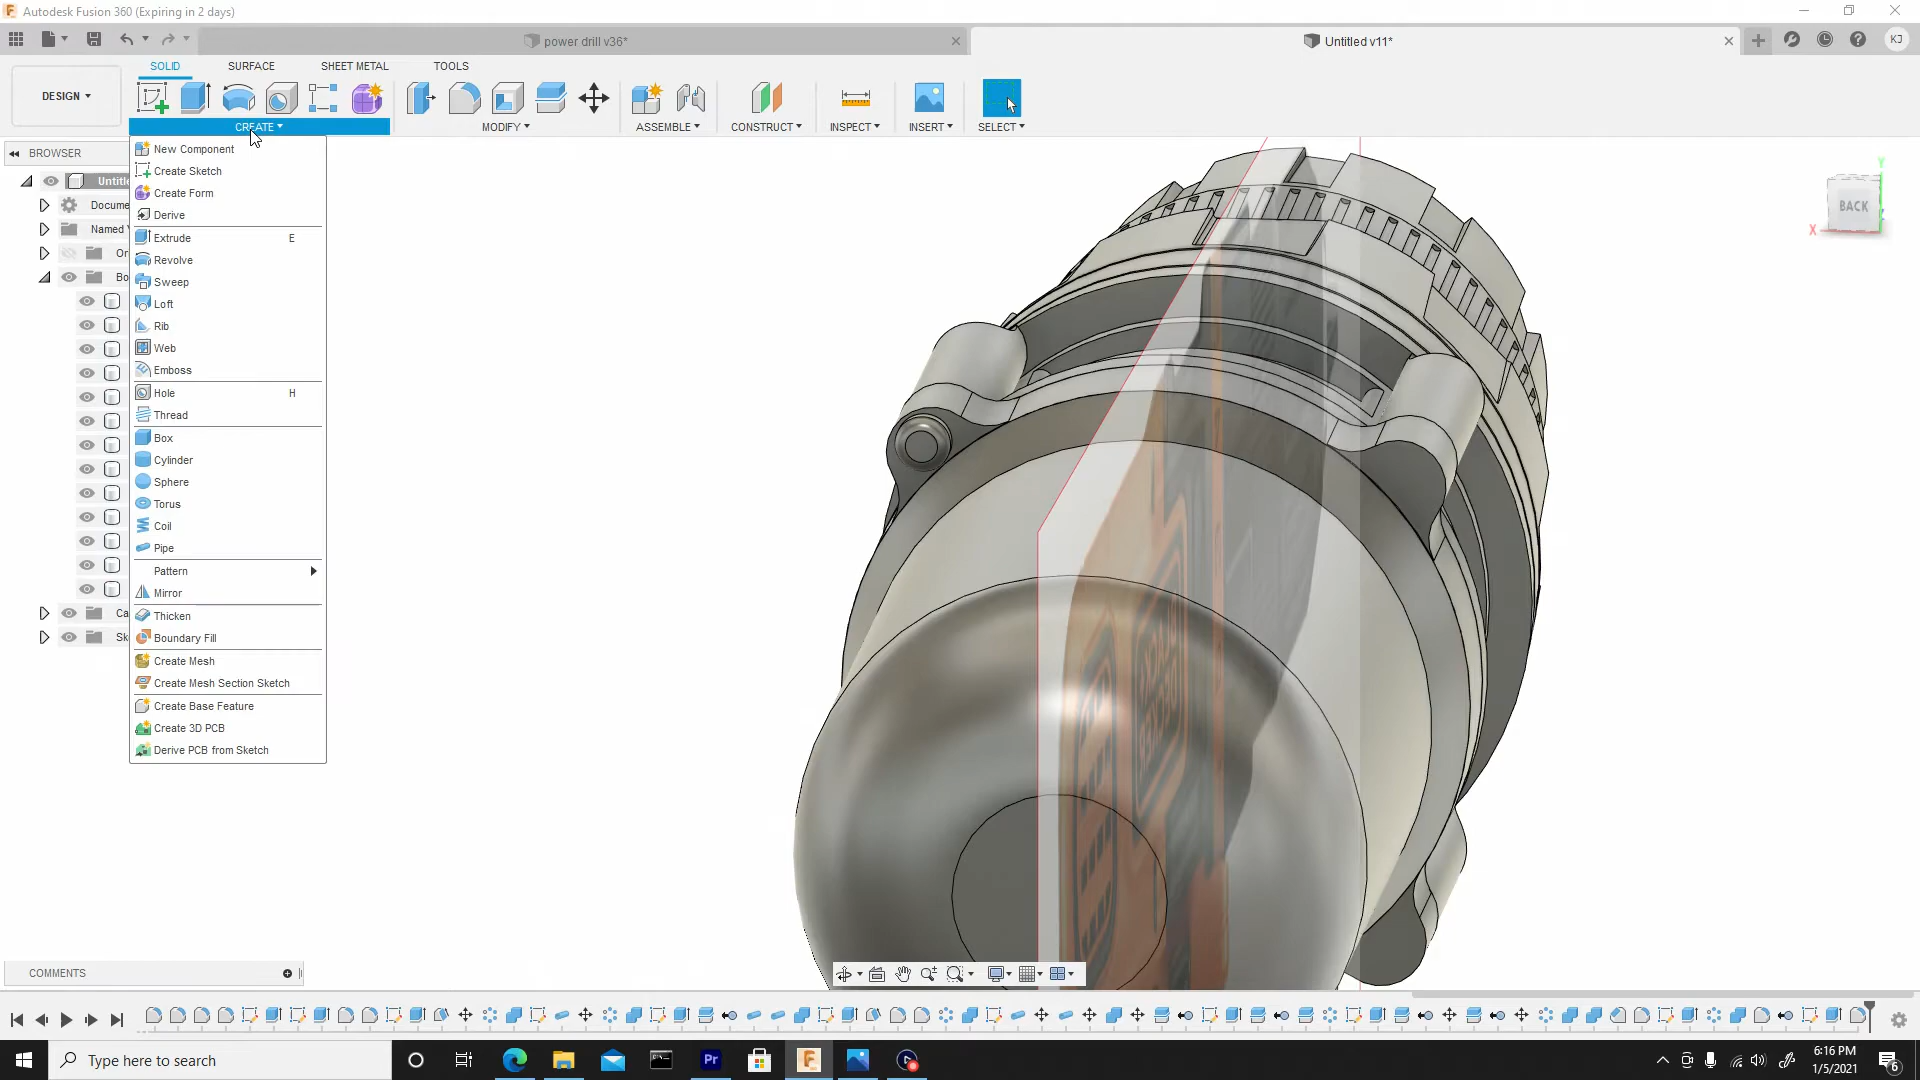 Autodesk Fusion 360 (Expiring in 2 days)
power drill v36*
Untitled v11*
KJ
DESIGN
SOLID
SURFACE
SHEET METAL
TOOLS
CREATE
MODIFY
ASSEMBLE
CONSTRUCT
INSPECT
INSERT
SELECT
BROWSER
New Component
Create Sketch
Create Form
Derive
Extrude E
Revolve
Sweep
Loft
Rib
Web
Emboss
Hole H
Thread
Box
Cylinder
Sphere
Torus
Coil
Pipe
Pattern
Mirror
Thicken
Boundary Fill
Create Mesh
Create Mesh Section Sketch
Create Base Feature
Create 3D PCB
Derive PCB from Sketch
Untitl
Docume
Named
Or
Bo
Ca
Sk
Y
BACK
X
COMMENTS
Type here to search
6:16 PM
1/5/2021
6